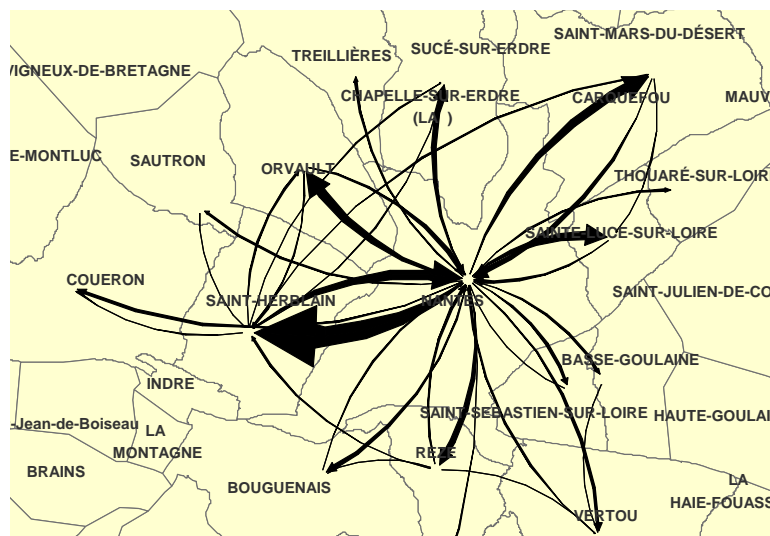 SAINT-MARS-DU-DÉSERT
SUCÉ-SUR-ERDRE
TREILLIÈRES
VIGNEUX-DE-BRETAGNE
CHAPELLE-SUR-ERDRE
(LA )
CARQUEFOU
MAUV
E-MONTLUC
SAUTRON
ORVAULT
THOUARÉ-SUR-LOIR
SAINTE-LUCE-SUR-LOIRE
COUERON
SAINT-HERBLAIN
NANTES
SAINT-JULIEN-DE-CO
BASSE-GOULAINE
INDRE
SAINT-SEBASTIEN-SUR-LOIRE
HAUTE-GOULAI
-Jean-de-Boiseau
LA
MONTAGNE
REZE
BRAINS
BOUGUENAIS
LA
HAIE-FOUASS
VERTOU